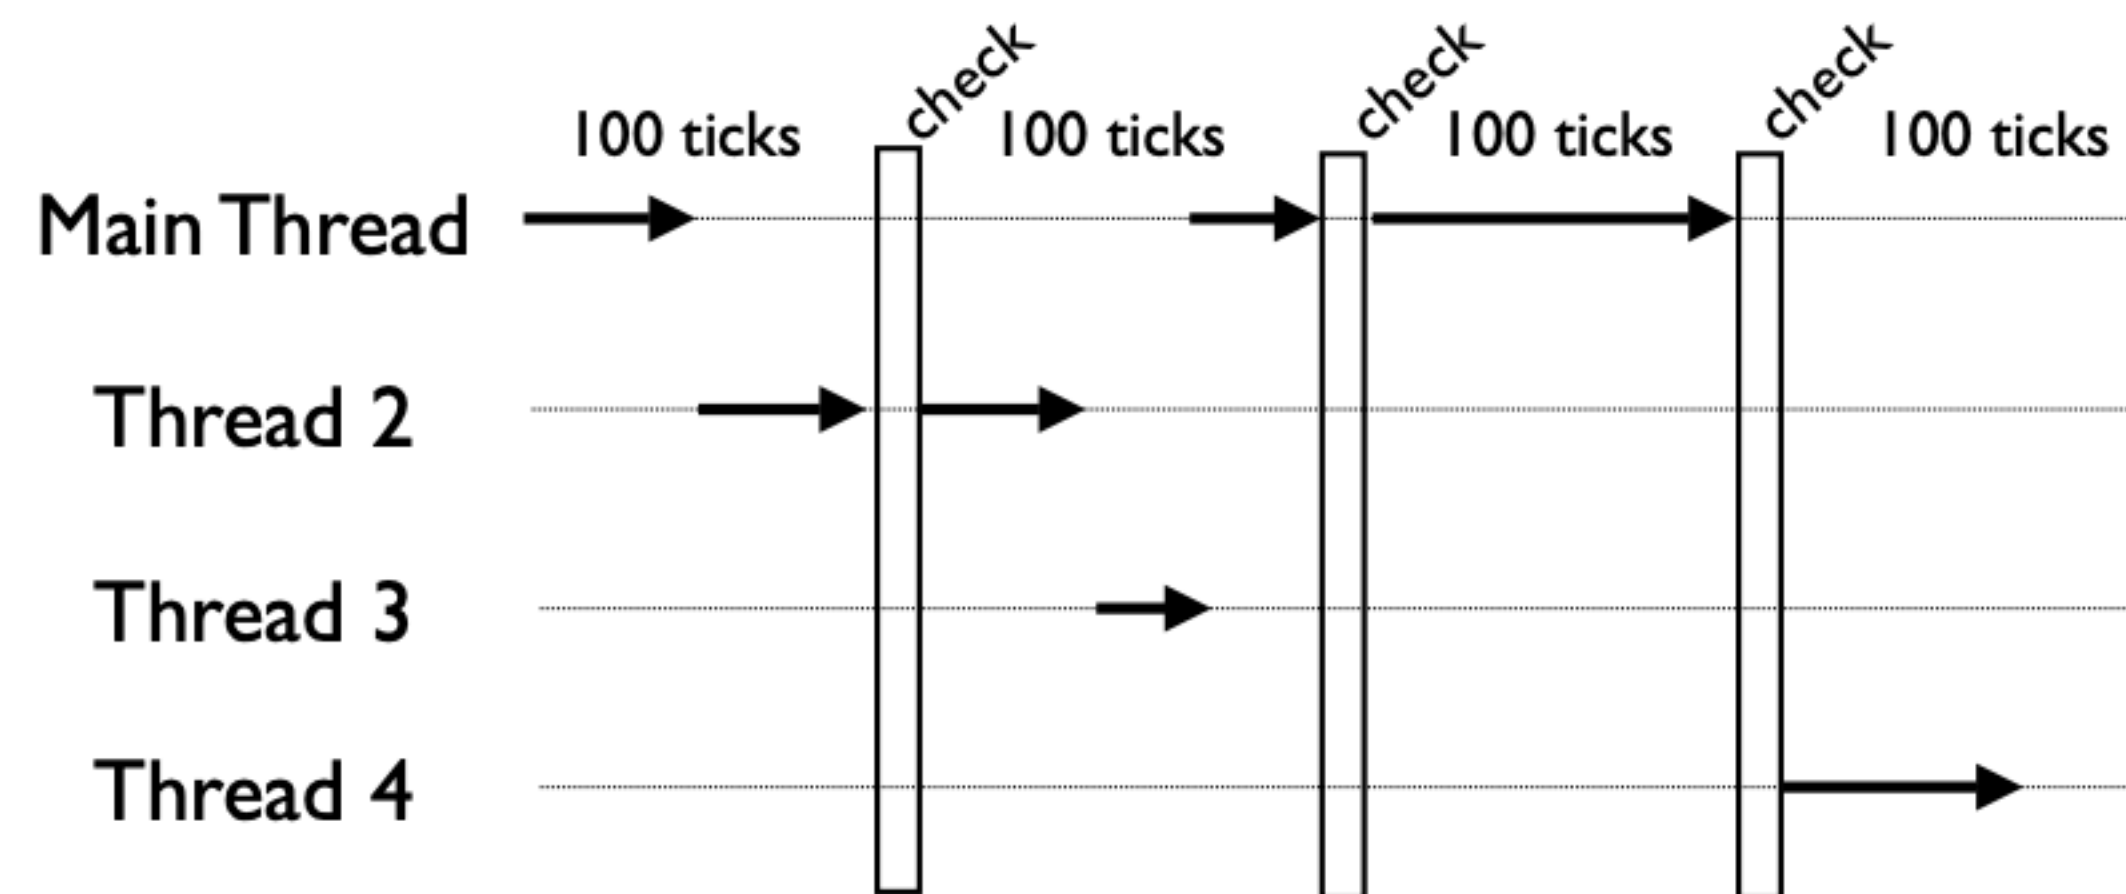 check check check
100 ticks 100 ticks 100 ticks 100 ticks
Main Thread
Thread 2
Thread 3
Thread 4